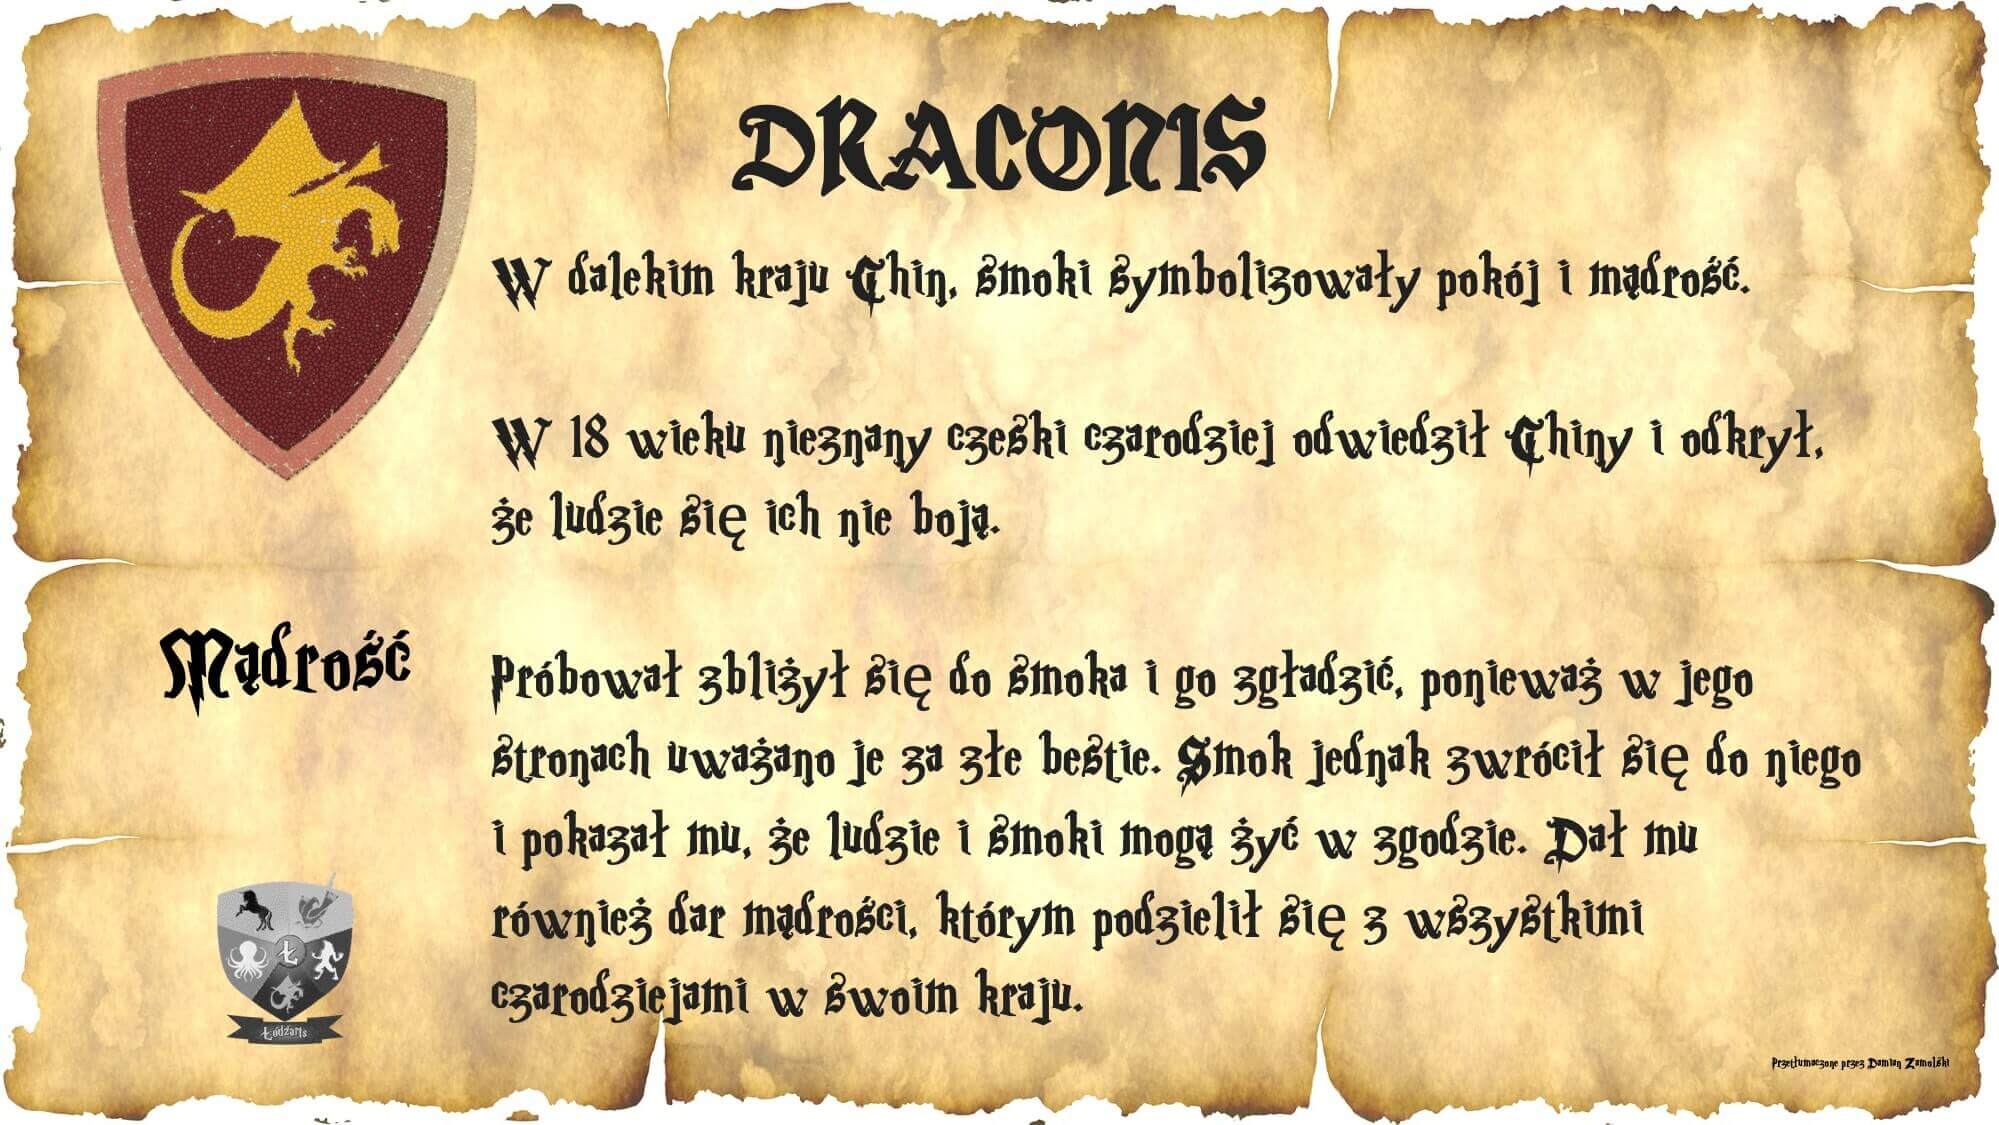 DRACONIS
W dalekim kraju Chin, smoki symbolizowały pokój i mądrość.
W 18 wieku nieznany czeski czarodziej odwiedził Chiny i odkrył,
że ludzie się ich nie boją.
Mądrość
Próbował zbliżył się do smoka i go zgładzić, ponieważ w jego
stronach uważano je za złe bestie. Smok jednak zwrócił się do niego
i pokazał mu, że ludzie i smoki mogą żyć w zgodzie. Dał mu
również dar mądrości, którym podzielił się z wszystkimi
czarodziejami w swoim kraju.
Ł
Łodźarts
Przetłumaczone przez Damian Zamolski